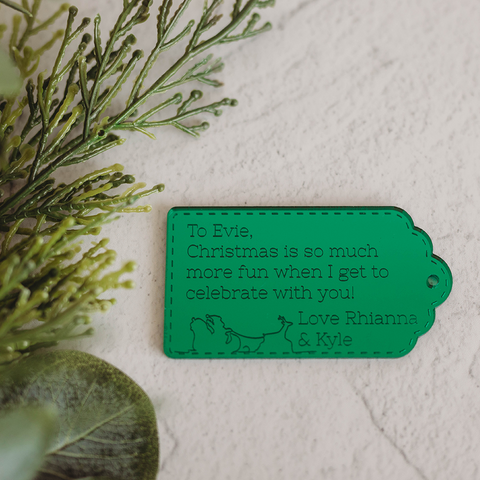 To Evie,
Christmas is so much
more fun when I get to
celebrate with you!
Love Rhianna
& Kyle